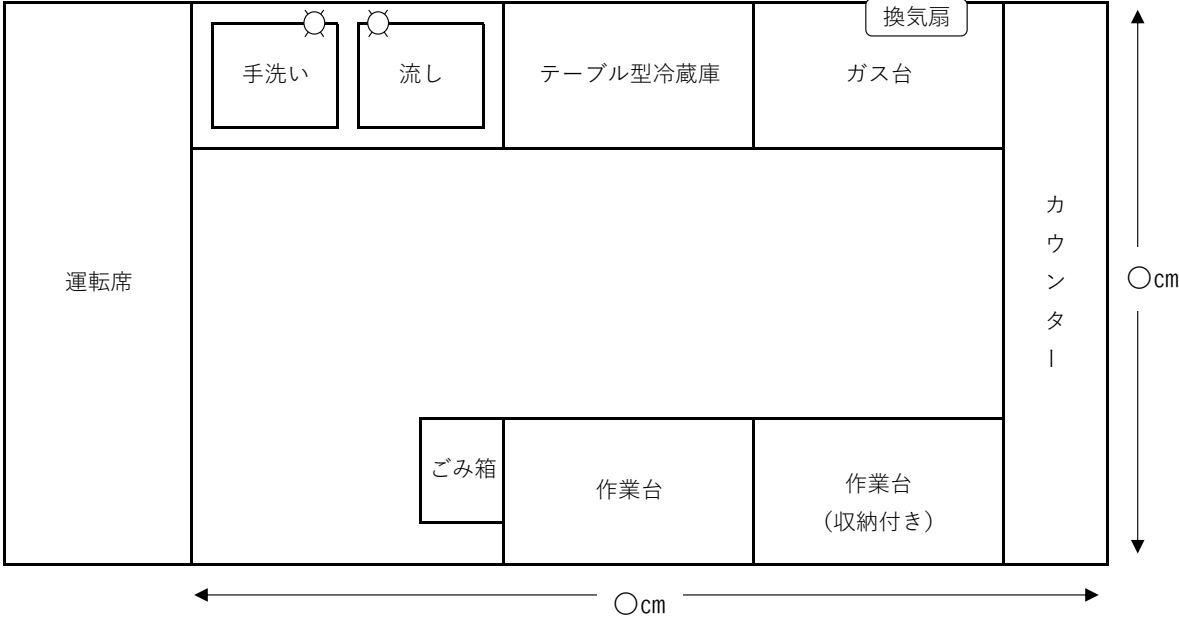 換気扇
手洗い
流し
テーブル型冷蔵庫
ガス台
カウンター
運転席
○cm
ごみ箱
作業台
作業台
（収納付き）
○cm